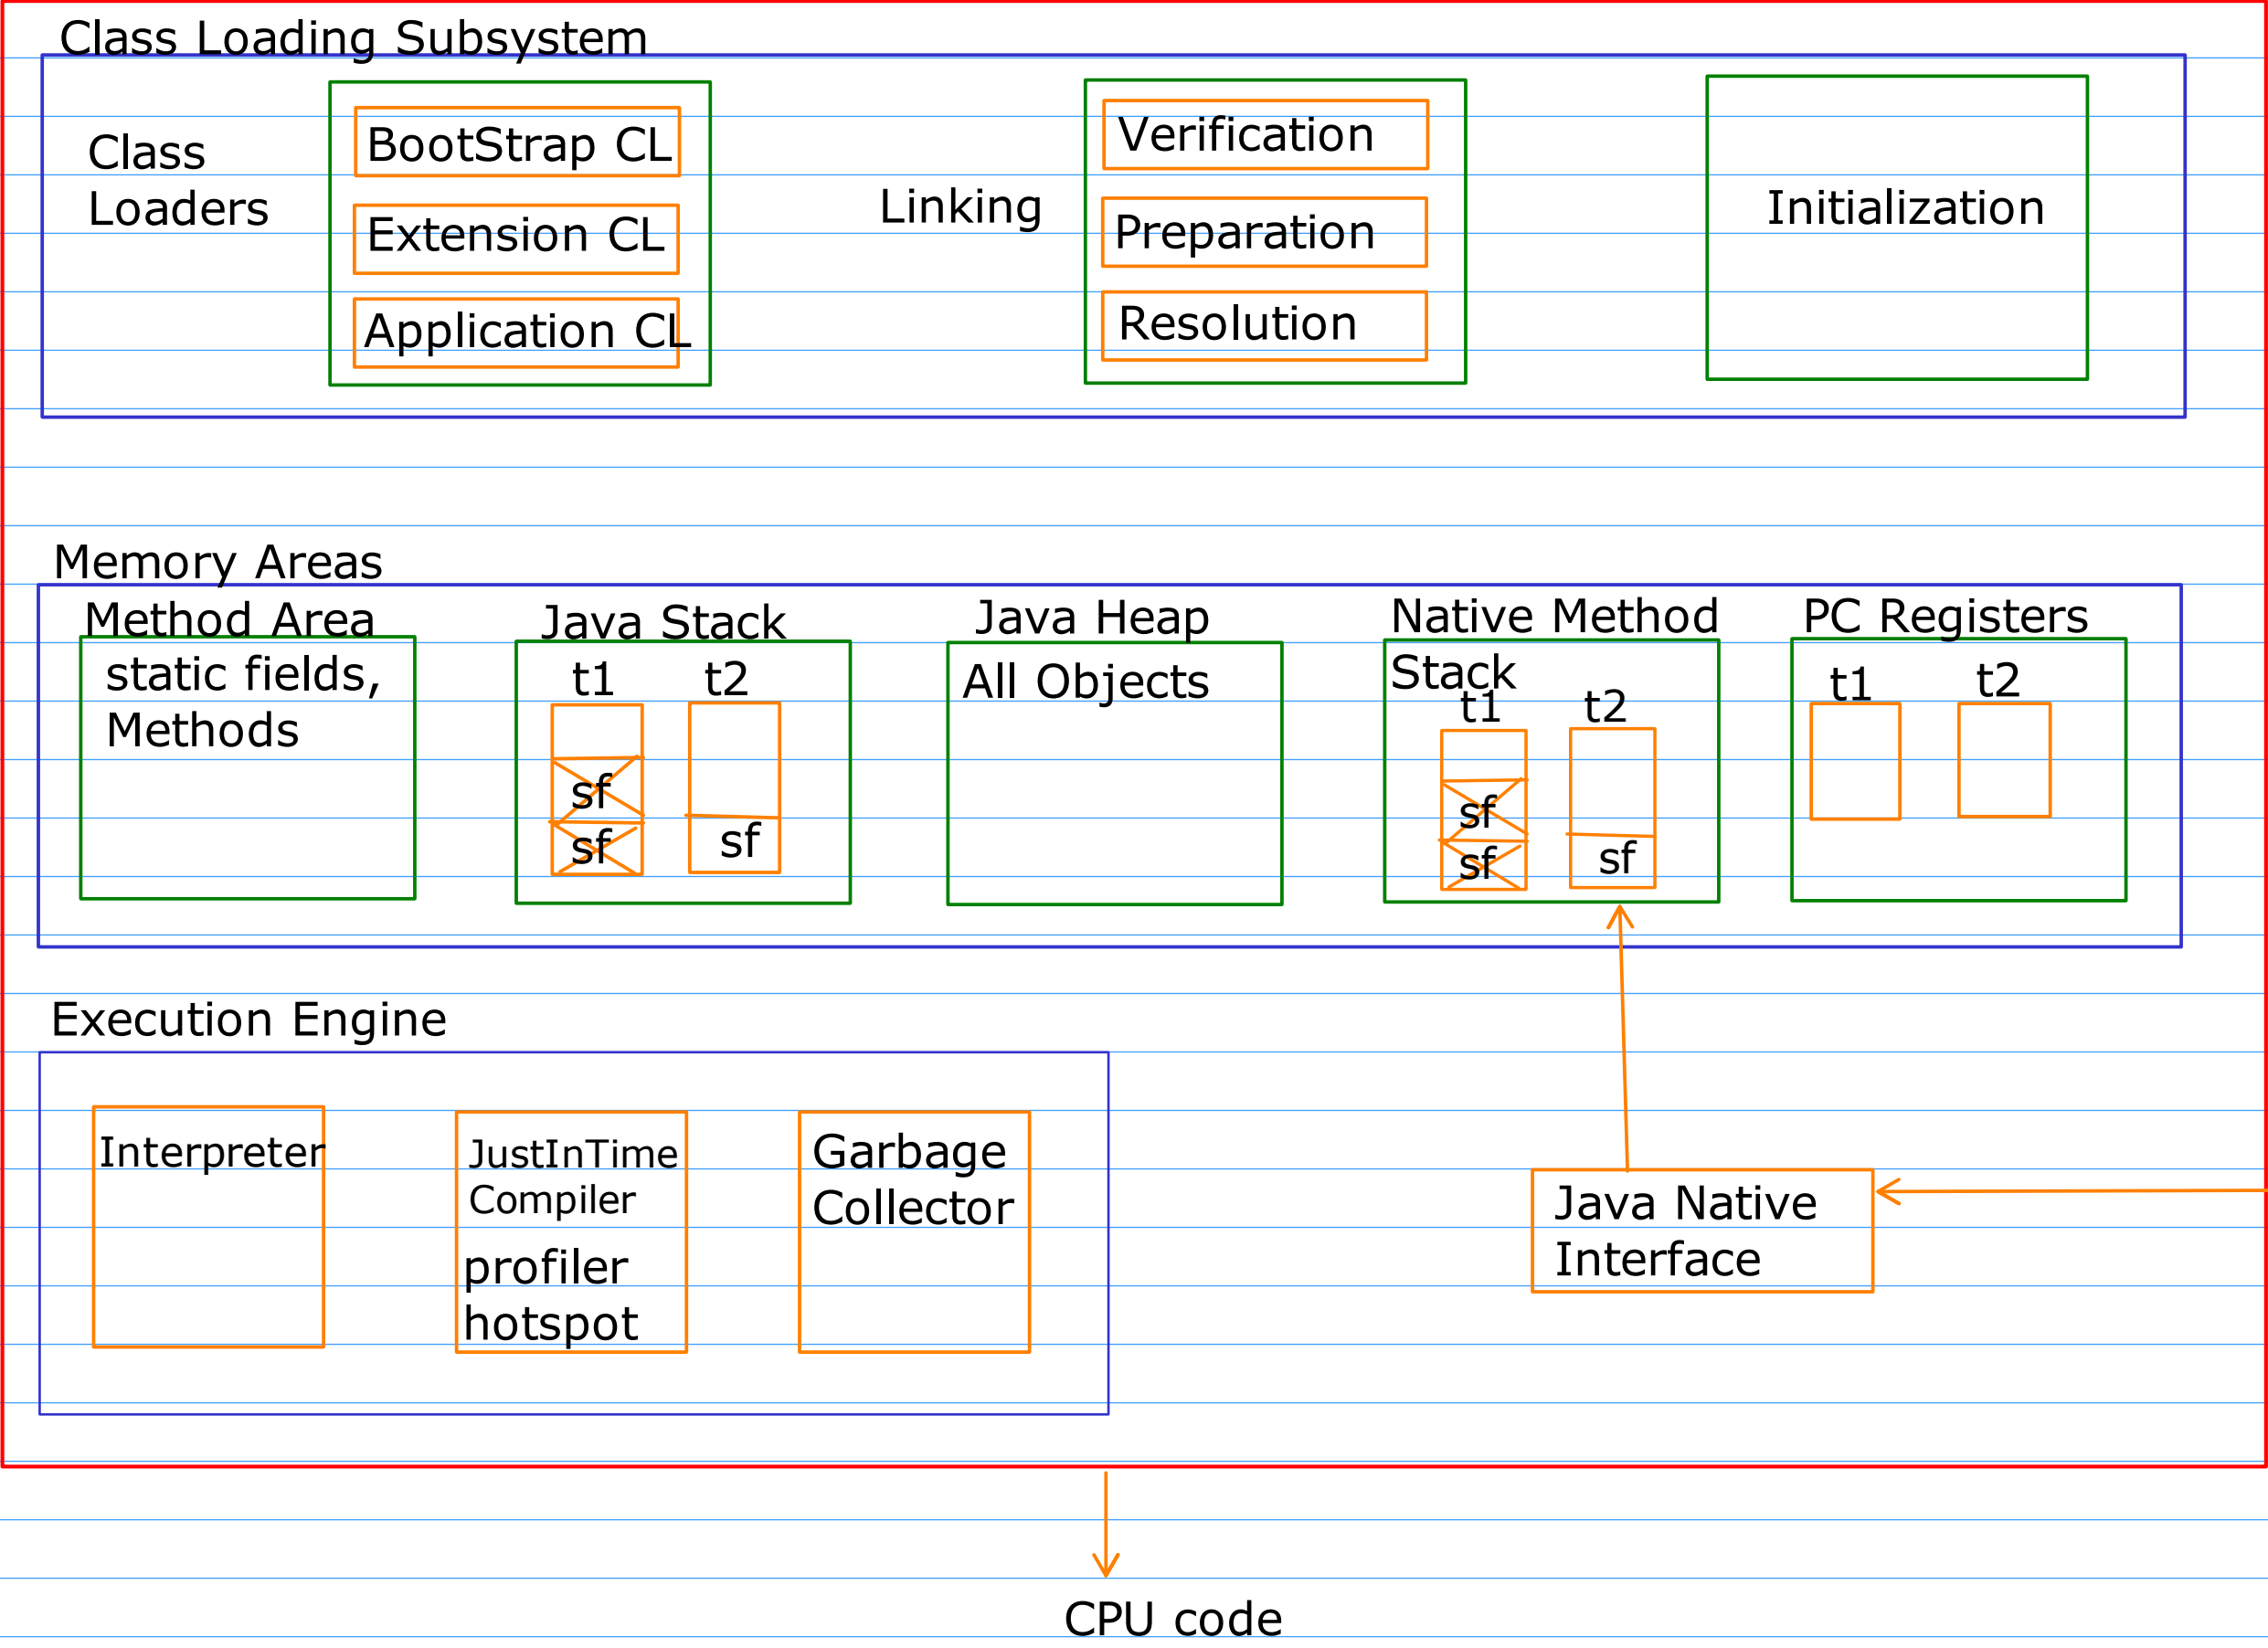 Class Loading Subsystem
Class
Loaders
BootStrap CL
Extension CL
Application CL
Linking
Verification
Preparation
Resolution
Initialization
Memory Areas
Method Area
static fields,
Methods
Java Stack
t1 t2
sf
sf
sf
Java Heap
All Objects
Native Method
Stack
t1 t2
sf
sf
sf
PC Registers
t1 t2
Execution Engine
Interpreter
JustInTime
Compiler
profiler
hotspot
Garbage
Collector
Java Native
Interface
CPU code